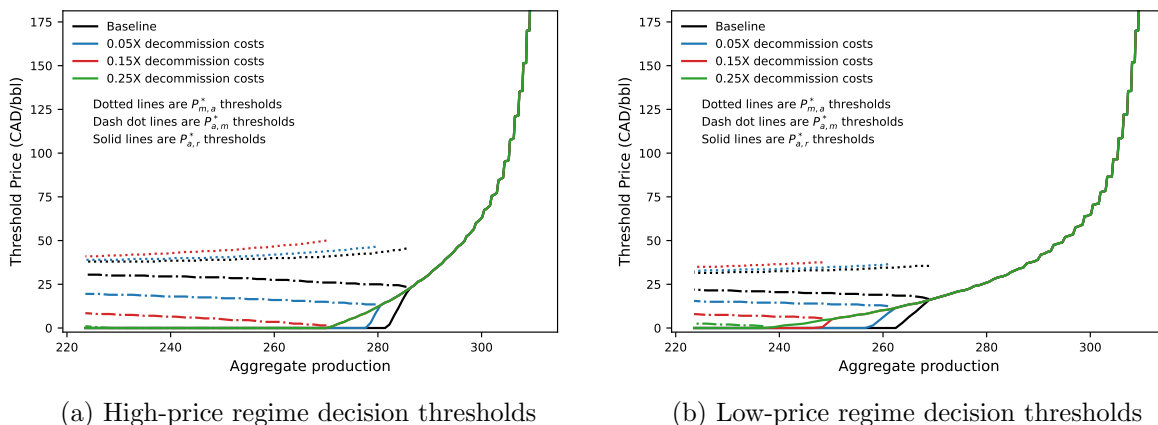 Threshold Price (CAD/bbl)
175
150
125
100
75
50
25
0
Baseline
0.05X decommission costs
0.15X decommission costs
0.25X decommission costs
Dotted lines are P*m,a thresholds
Dash dot lines are P*a,m thresholds
Solid lines are P*a,r thresholds
220 240 260 280 300
Aggregate production
(a) High-price regime decision thresholds
Threshold Price (CAD/bbl)
175
150
125
100
75
50
25
0
Baseline
0.05X decommission costs
0.15X decommission costs
0.25X decommission costs
Dotted lines are P*m,a thresholds
Dash dot lines are P*a,m thresholds
Solid lines are P*a,r thresholds
220 240 260 280 300
Aggregate production
(b) Low-price regime decision thresholds